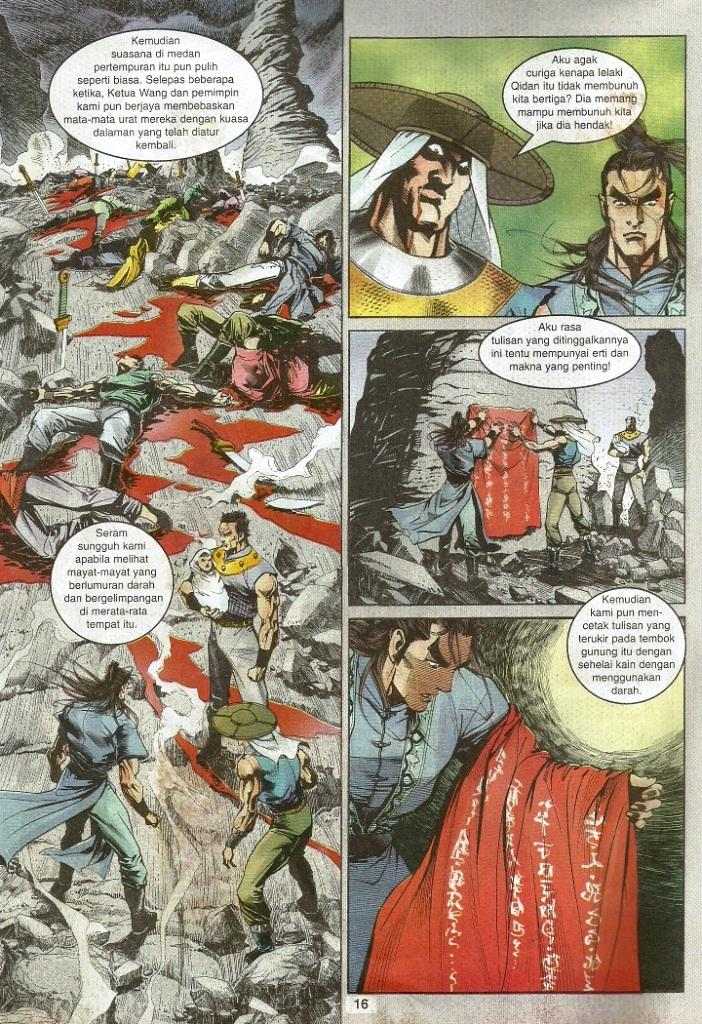 Kemudian
suasana di medan
pertempuran itu pun pulih
seperti biasa. Selepas beberapa
ketika, Ketua Wang dan pemimpin
kami pun berjaya membebaskan
mata-mata urat mereka dengan kuasa
dalaman yang telah diatur
kembali.
Seram
sungguh kami
apabila melihat
mayat-mayat yang
berlumuran darah
dan bergelimpangan
di merata-rata
tempat itu.
Aku agak
curiga kenapa lelaki
Qidan itu tidak membunuh
kita bertiga? Dia memang
mampu membunuh kita
jika dia hendak!
Aku rasa
tulisan yang ditinggalkannya
ini tentu mempunyai erti dan
makna yang penting!
Kemudian
kami pun men-
cetak tulisan yang
terukir pada tembok
gunung itu dengan
sehelai kain dengan
menggunakan
darah.
16